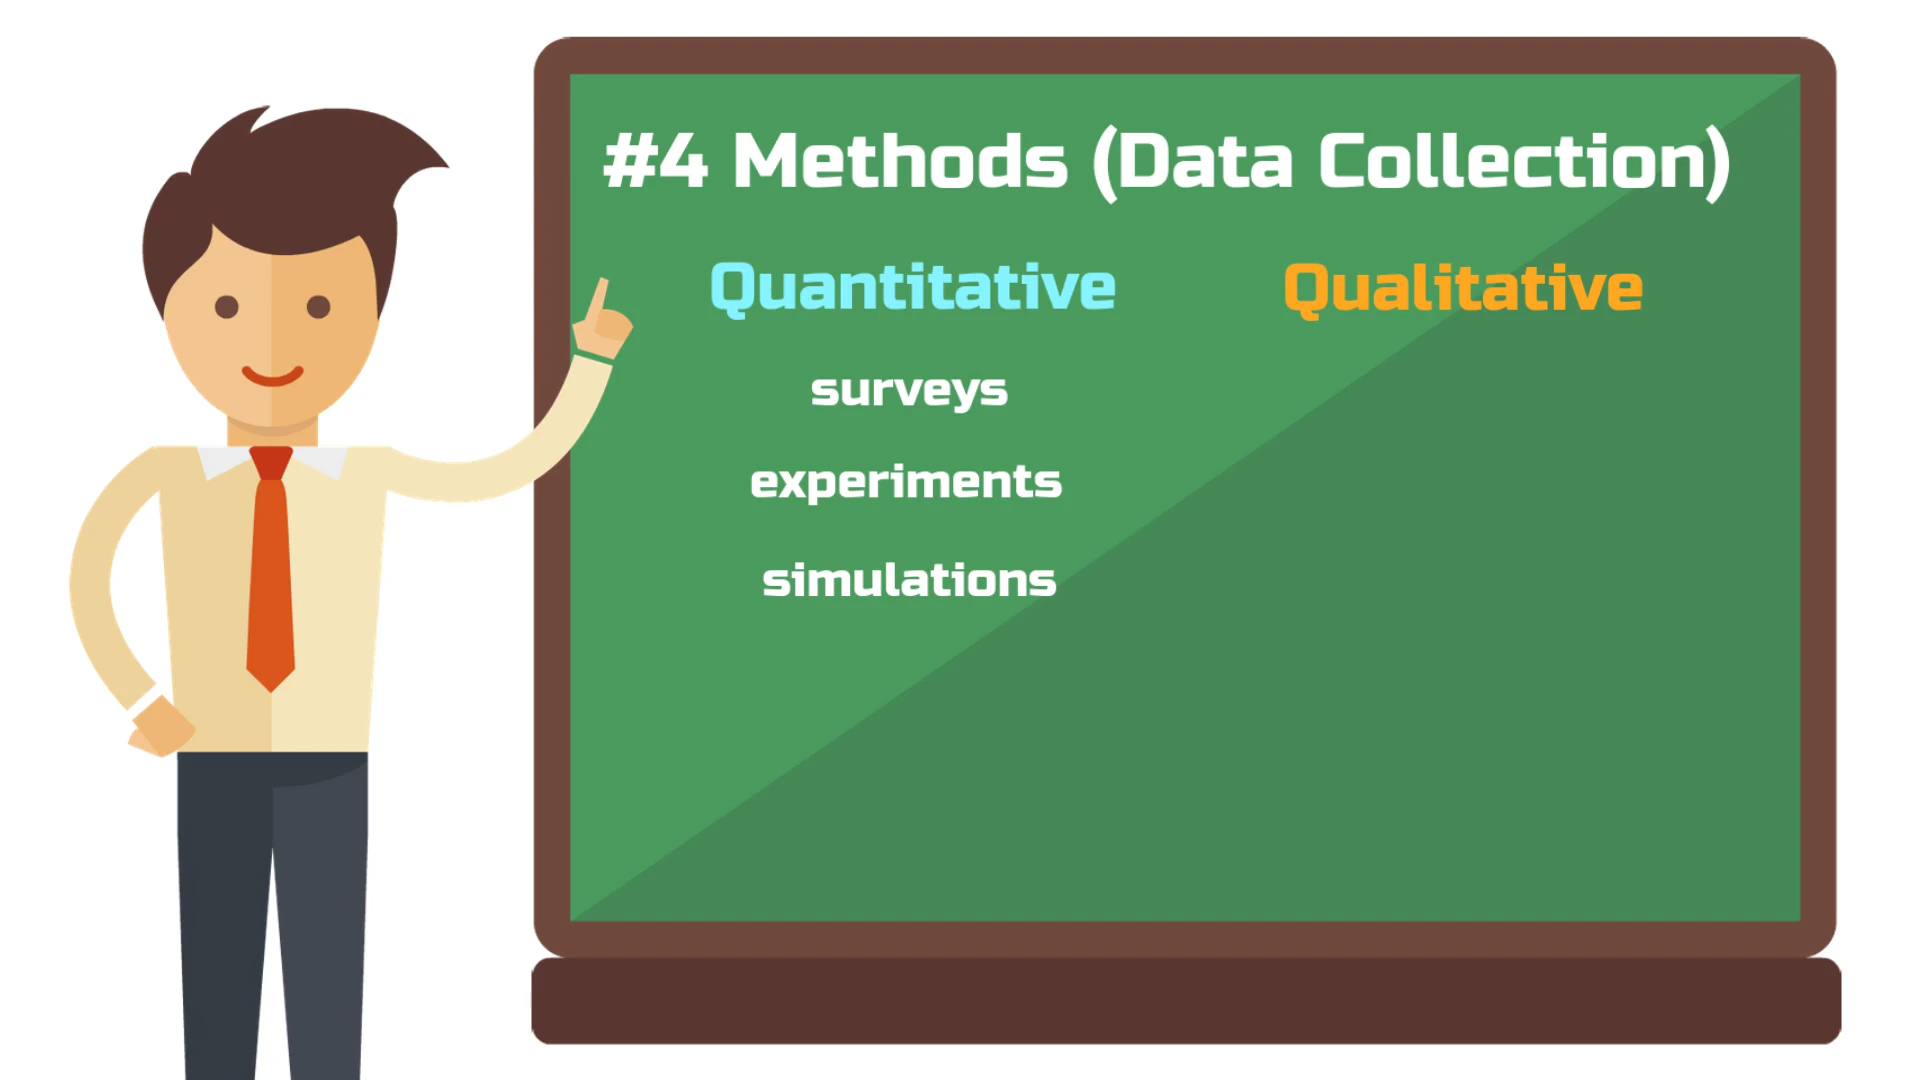 #4 Methods (Data Collection)
Quantitative
Qualitative
surveys
experiments
simulations